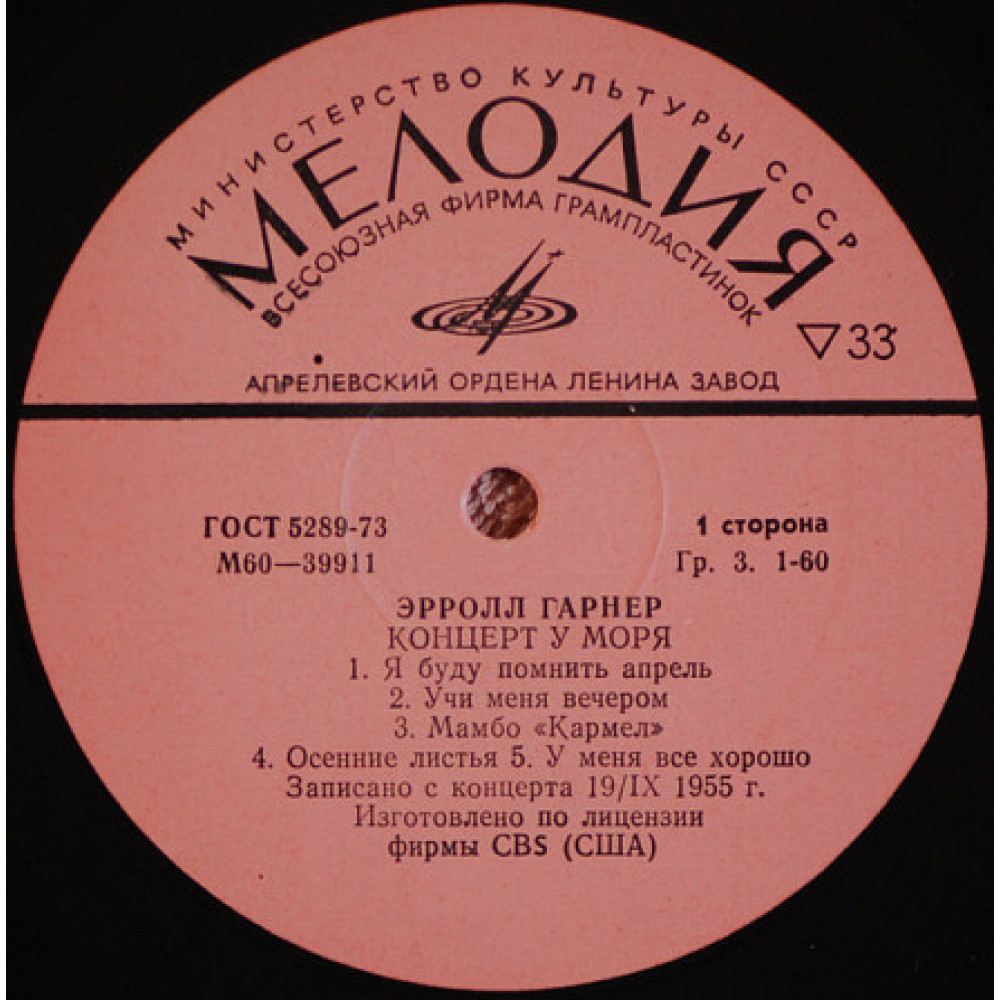 МИНИСТЕРСТВО КУЛЬТУРЫ СССР
МЕЛОДИЯ
ВСЕСОЮЗНАЯ ФИРМА ГРАМПЛАСТИНОК
▽33
АПРЕЛЕВСКИЙ ОРДЕНА ЛЕНИНА ЗАВОД
ГОСТ 5289-73 1 сторона
М60—39911 Гр. 3. 1-60
ЭРРОЛЛ ГАРНЕР
КОНЦЕРТ У МОРЯ
1. Я буду помнить апрель
2. Учи меня вечером
3. Мамбо «Кармел»
4. Осенние листья 5. У меня все хорошо
Записано с концерта 19/IX 1955 г.
Изготовлено по лицензии
фирмы CBS (США)